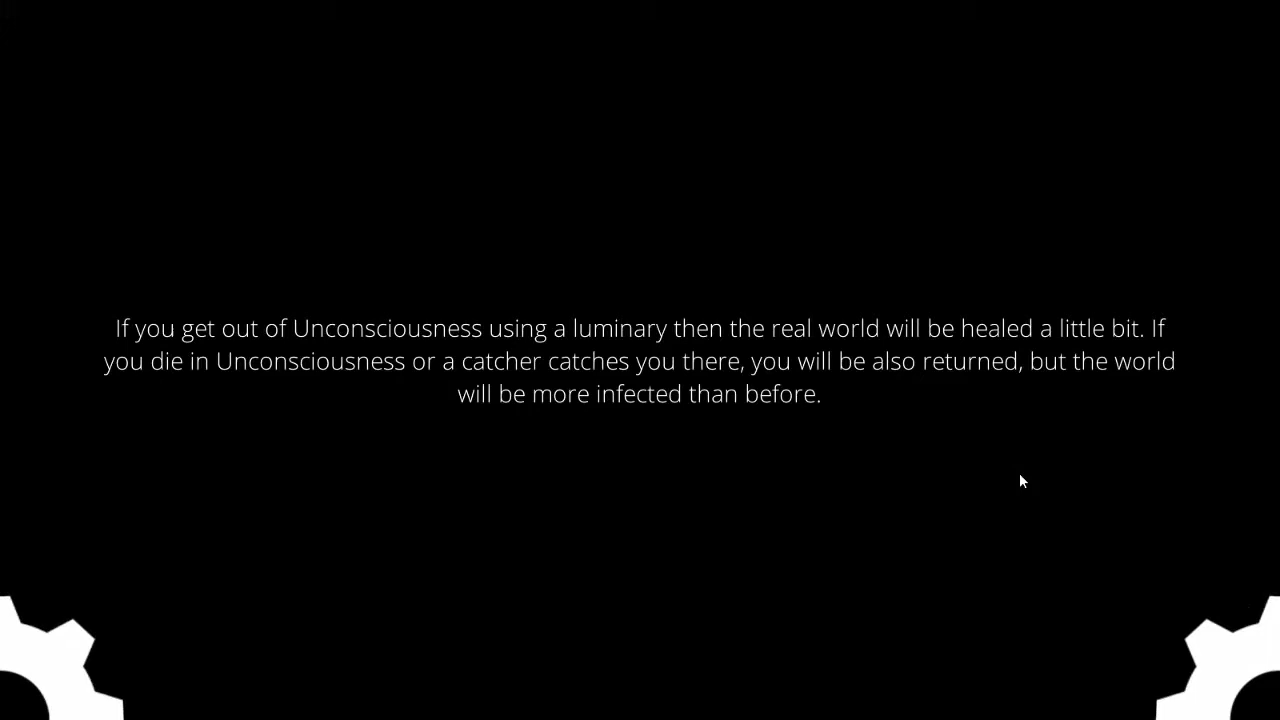 If you get out of Unconsciousness using a luminary then the real world will be healed a little bit. If
you die in Unconsciousness or a catcher catches you there, you will be also returned, but the world
will be more infected than before.